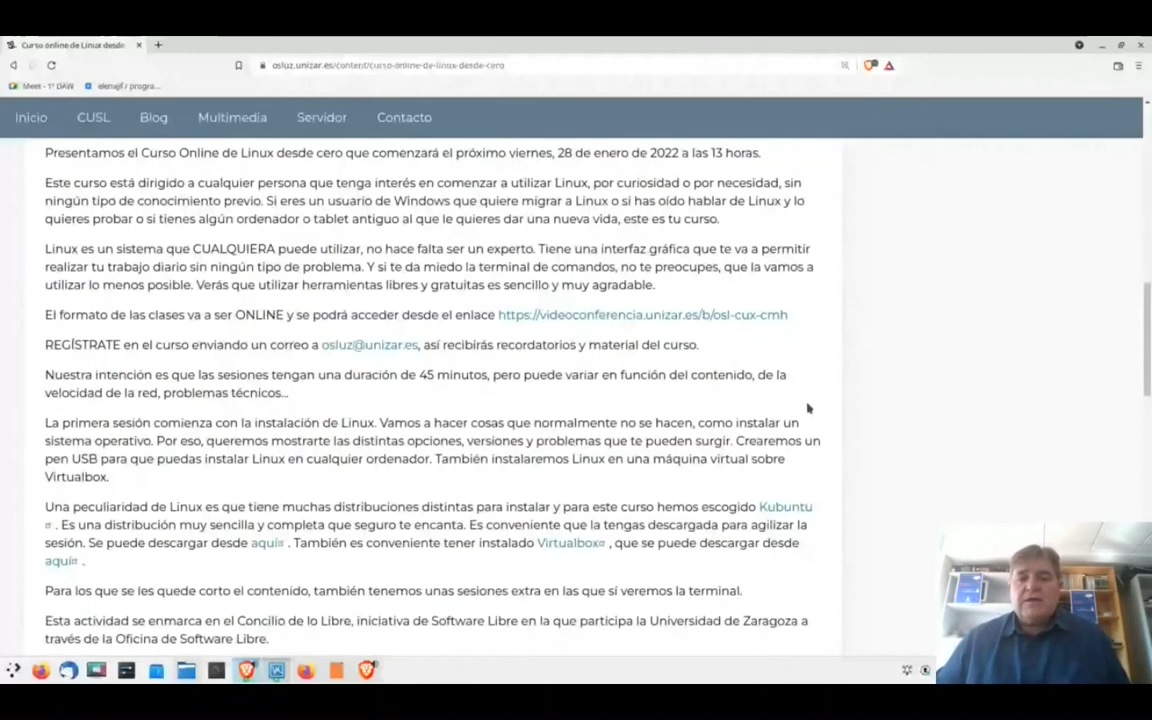 Curso online de Linux desde
osluz.unizar.es/content/curso-online-de-linux-desde-cero
Meet - 1º DAW elenajif / progra...
Inicio CUSL Blog Multimedia Servidor Contacto
Presentamos el Curso Online de Linux desde cero que comenzará el próximo viernes, 28 de enero de 2022 a las 13 horas.
Este curso está dirigido a cualquier persona que tenga interés en comenzar a utilizar Linux, por curiosidad o por necesidad, sin
ningún tipo de conocimiento previo. Si eres un usuario de Windows que quiere migrar a Linux o si has oído hablar de Linux y lo
quieres probar o si tienes algún ordenador o tablet antiguo al que le quieres dar una nueva vida, este es tu curso.
Linux es un sistema que CUALQUIERA puede utilizar, no hace falta ser un experto. Tiene una interfaz gráfica que te va a permitir
realizar tu trabajo diario sin ningún tipo de problema. Y si te da miedo la terminal de comandos, no te preocupes, que la vamos a
utilizar lo menos posible. Verás que utilizar herramientas libres y gratuitas es sencillo y muy agradable.
El formato de las clases va a ser ONLINE y se podrá acceder desde el enlace https://videoconferencia.unizar.es/b/osl-cux-cmh
REGÍSTRATE en el curso enviando un correo a osluz@unizar.es, así recibirás recordatorios y material del curso.
Nuestra intención es que las sesiones tengan una duración de 45 minutos, pero puede variar en función del contenido, de la
velocidad de la red, problemas técnicos...
La primera sesión comienza con la instalación de Linux. Vamos a hacer cosas que normalmente no se hacen, como instalar un
sistema operativo. Por eso, queremos mostrarte las distintas opciones, versiones y problemas que te pueden surgir. Crearemos un
pen USB para que puedas instalar Linux en cualquier ordenador. También instalaremos Linux en una máquina virtual sobre
Virtualbox.
Una peculiaridad de Linux es que tiene muchas distribuciones distintas para instalar y para este curso hemos escogido Kubuntu
. Es una distribución muy sencilla y completa que seguro te encanta. Es conveniente que la tengas descargada para agilizar la
sesión. Se puede descargar desde aquí . También es conveniente tener instalado Virtualbox , que se puede descargar desde
aquí .
Para los que se les quede corto el contenido, también tenemos unas sesiones extra en las que sí veremos la terminal.
Esta actividad se enmarca en el Concilio de lo Libre, iniciativa de Software Libre en la que participa la Universidad de Zaragoza a
través de la Oficina de Software Libre.